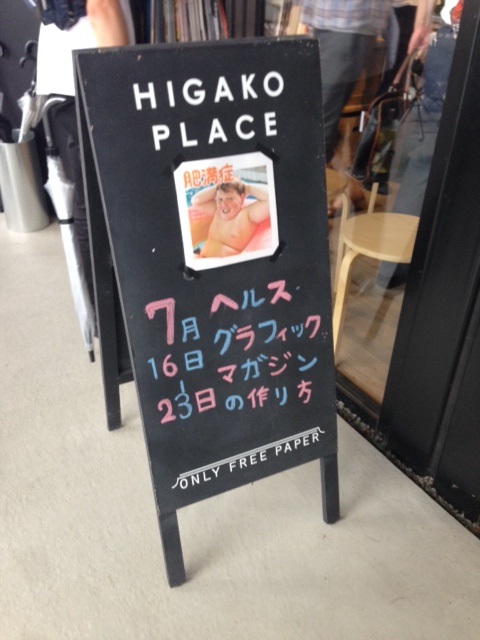 HIGAKO
PLACE
肥満症
7月 ヘルス
16日 グラフィック
〜 マガジン
23日 の作り方
ONLY FREE PAPER